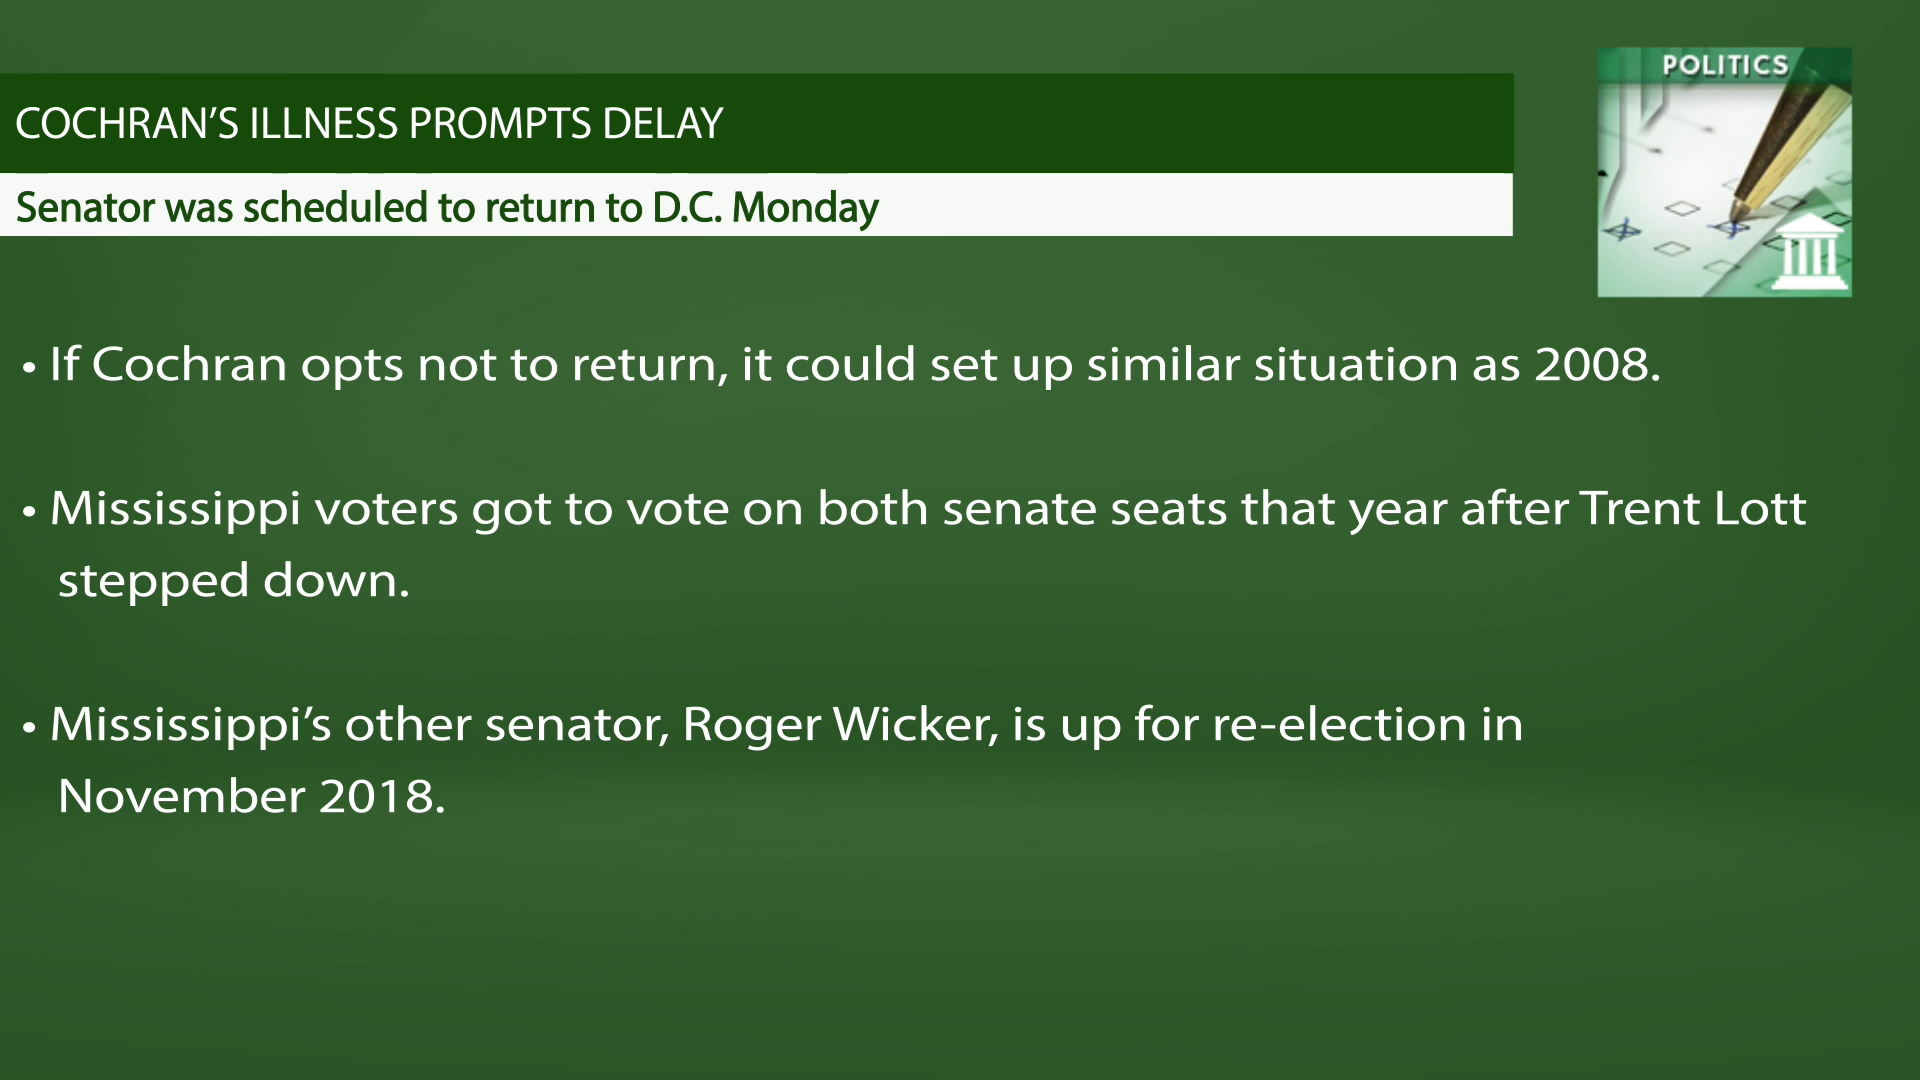 POLITICS
COCHRAN’S ILLNESS PROMPTS DELAY
Senator was scheduled to return to D.C. Monday
• If Cochran opts not to return, it could set up similar situation as 2008.
• Mississippi voters got to vote on both senate seats that year after Trent Lott
stepped down.
• Mississippi’s other senator, Roger Wicker, is up for re-election in
November 2018.